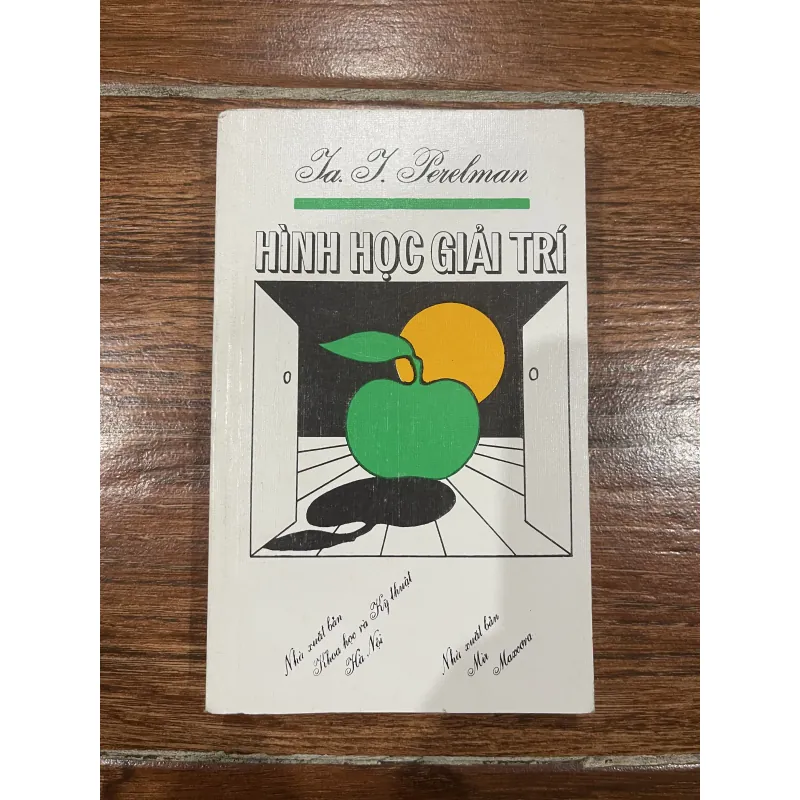 Ia. I. Perelman
HÌNH HỌC GIẢI TRÍ
Nhà xuất bản
Khoa học và Kỹ thuật
Hà Nội
Nhà xuất bản
Mir
Maxcơva